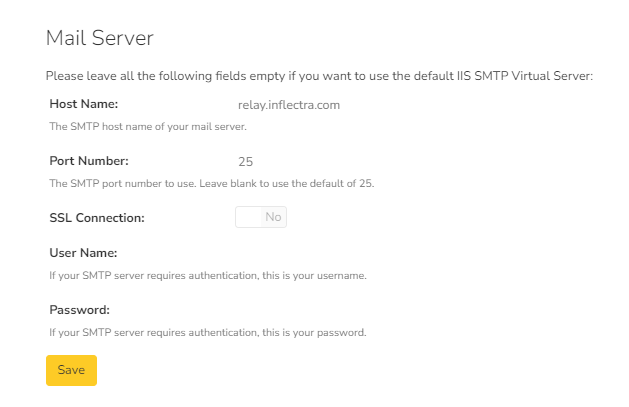 Mail Server
Please leave all the following fields empty if you want to use the default IIS SMTP Virtual Server:
Host Name: relay.inflectra.com
The SMTP host name of your mail server.
Port Number: 25
The SMTP port number to use. Leave blank to use the default of 25.
SSL Connection: No
User Name:
If your SMTP server requires authentication, this is your username.
Password:
If your SMTP server requires authentication, this is your password.
Save